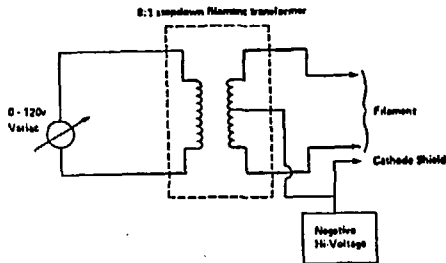 8:1 stepdown filament transformer
0 - 120v
Variac
Filament
Cathode Shield
Negative
Hi-Voltage